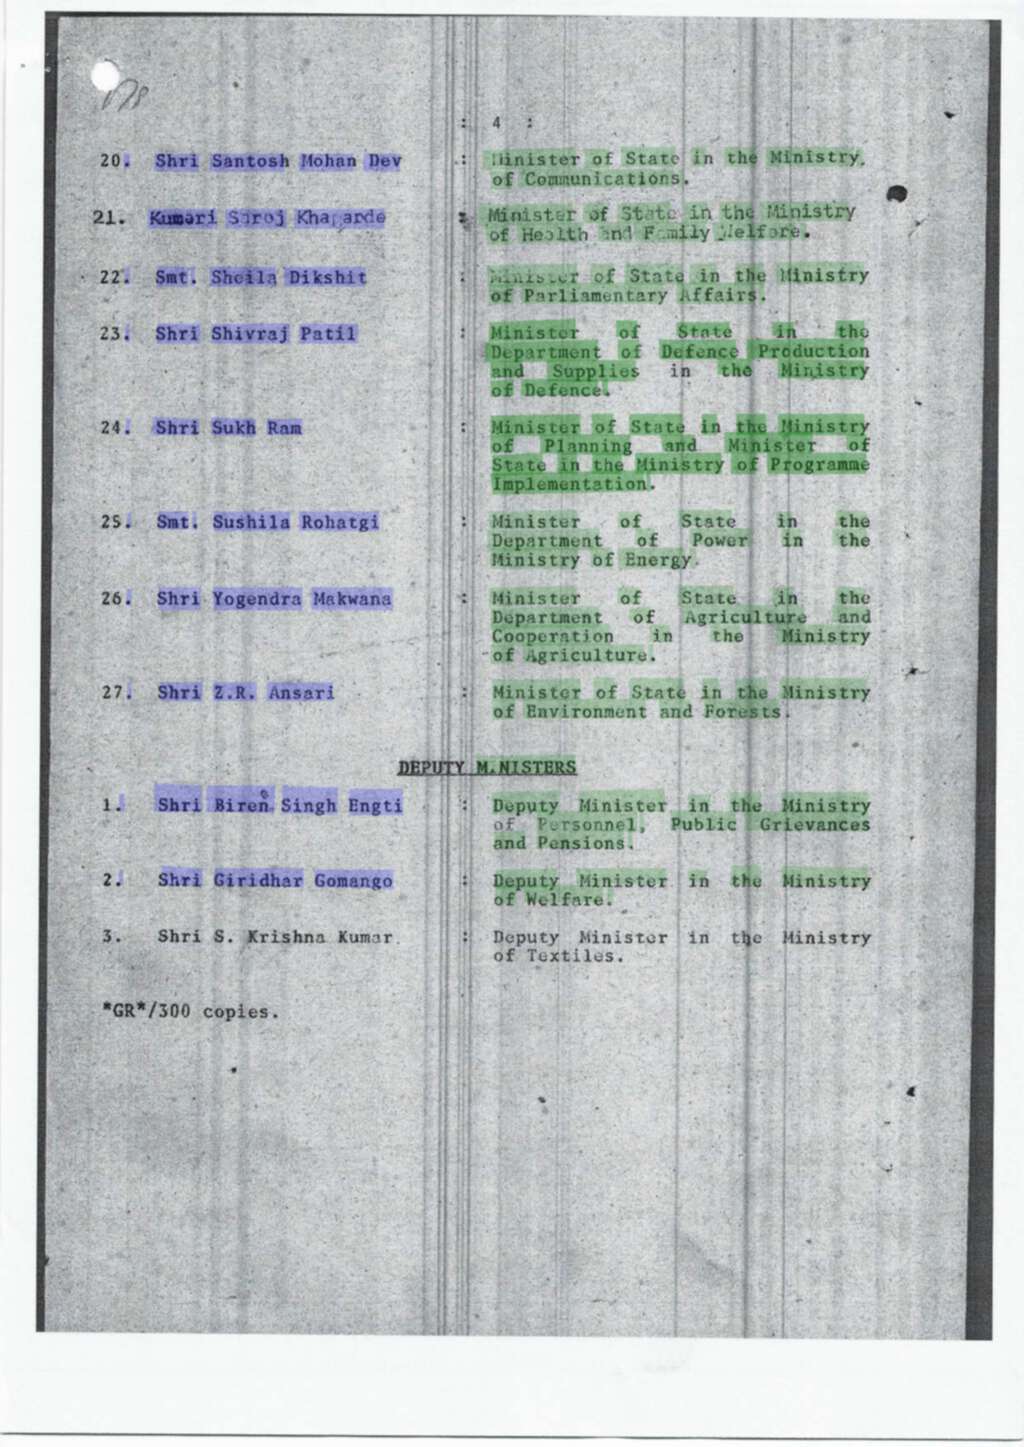 178
: 4 :
20. Shri Santosh Mohan Dev : Minister of State in the Ministry
of Communications.
21. Kumari Saroj Khaparde : Minister of State in the Ministry
of Health and Family Welfare.
22. Smt. Sheila Dikshit : Minister of State in the Ministry
of Parliamentary Affairs.
23. Shri Shivraj Patil : Minister of State in the
Department of Defence Production
and Supplies in the Ministry
of Defence.
24. Shri Sukh Ram : Minister of State in the Ministry
of Planning and Minister of
State in the Ministry of Programme
Implementation.
25. Smt. Sushila Rohatgi : Minister of State in the
Department of Power in the
Ministry of Energy.
26. Shri Yogendra Makwana : Minister of State in the
Department of Agriculture and
Cooperation in the Ministry
of Agriculture.
27. Shri Z.R. Ansari : Minister of State in the Ministry
of Environment and Forests.
DEPUTY MINISTERS
1. Shri Biren Singh Engti : Deputy Minister in the Ministry
of Personnel, Public Grievances
and Pensions.
2. Shri Giridhar Gomango : Deputy Minister in the Ministry
of Welfare.
3. Shri S. Krishna Kumar : Deputy Minister in the Ministry
of Textiles.
*GR*/300 copies.